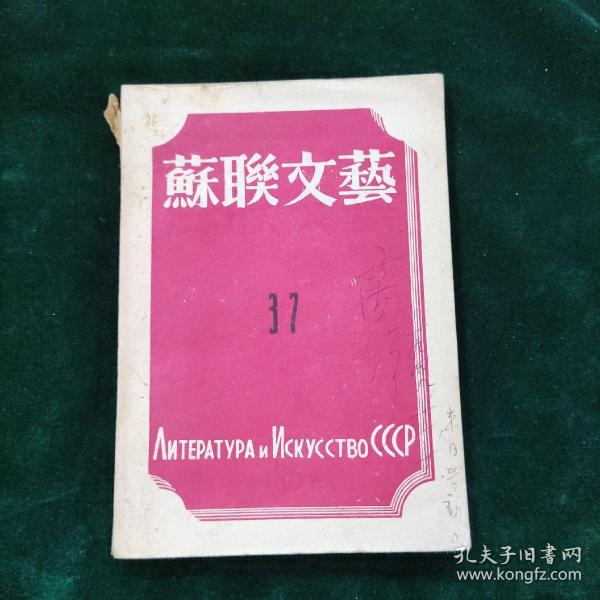 蘇聯文藝
37
Литература и Искусство СССР
孔夫子旧书网
www.kongfz.com